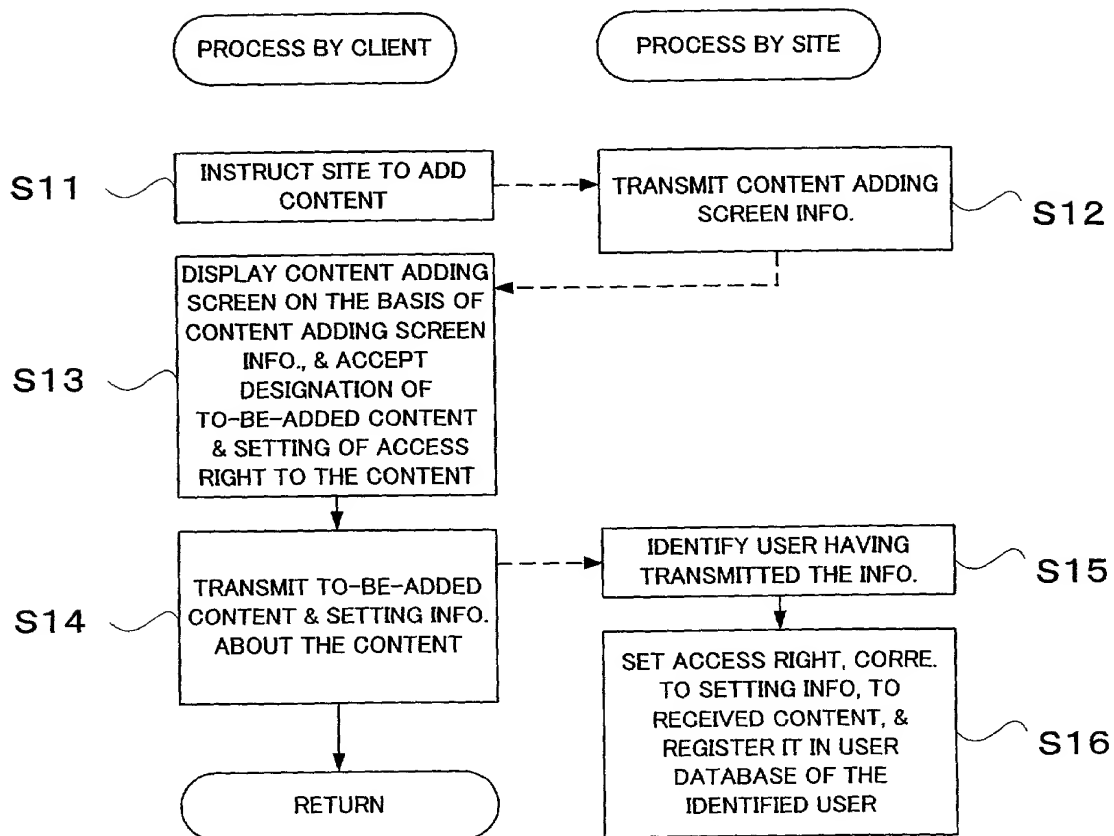 PROCESS BY CLIENT
PROCESS BY SITE
S11
INSTRUCT SITE TO ADD
CONTENT
TRANSMIT CONTENT ADDING
SCREEN INFO.
S12
S13
DISPLAY CONTENT ADDING
SCREEN ON THE BASIS OF
CONTENT ADDING SCREEN
INFO., & ACCEPT
DESIGNATION OF
TO-BE-ADDED CONTENT
& SETTING OF ACCESS
RIGHT TO THE CONTENT
S14
TRANSMIT TO-BE-ADDED
CONTENT & SETTING INFO.
ABOUT THE CONTENT
IDENTIFY USER HAVING
TRANSMITTED THE INFO.
S15
SET ACCESS RIGHT, CORRE.
TO SETTING INFO, TO
RECEIVED CONTENT, &
REGISTER IT IN USER
DATABASE OF THE
IDENTIFIED USER
S16
RETURN